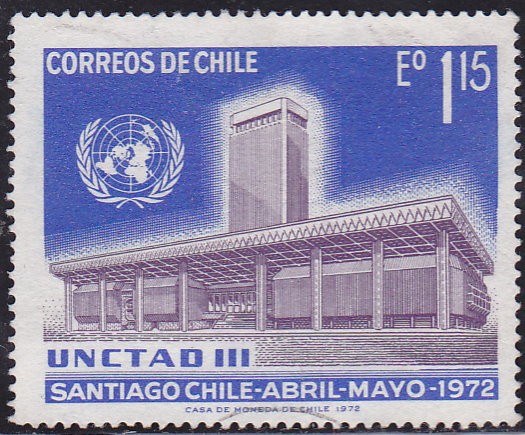 CORREOS DE CHILE
Eº 1,15
UNCTAD III
SANTIAGO CHILE-ABRIL-MAYO-1972
CASA DE MONEDA DE CHILE 1972